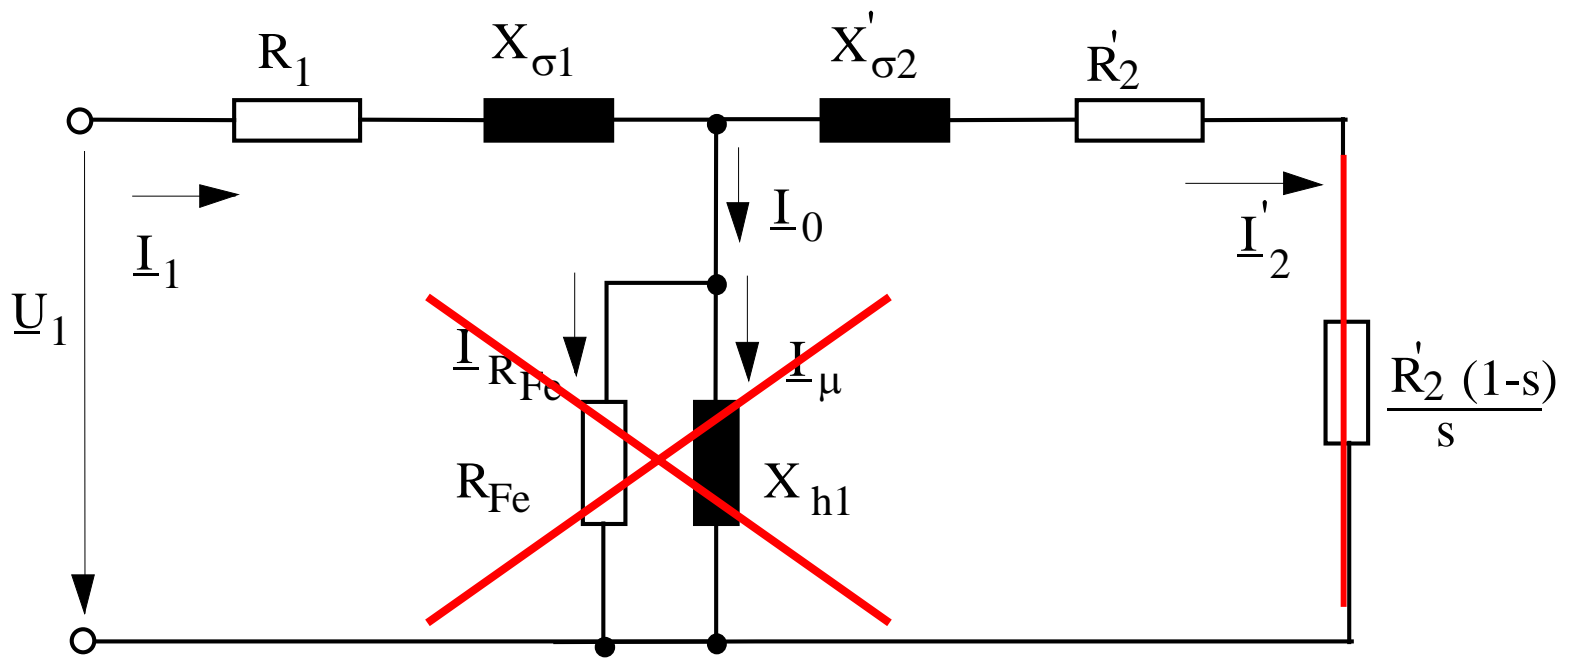 R1
Xσ1
X'σ2
R'2
I1
I0
I'2
U1
IRFe
Iμ
RFe
Xh1
R'2 (1-s)
s